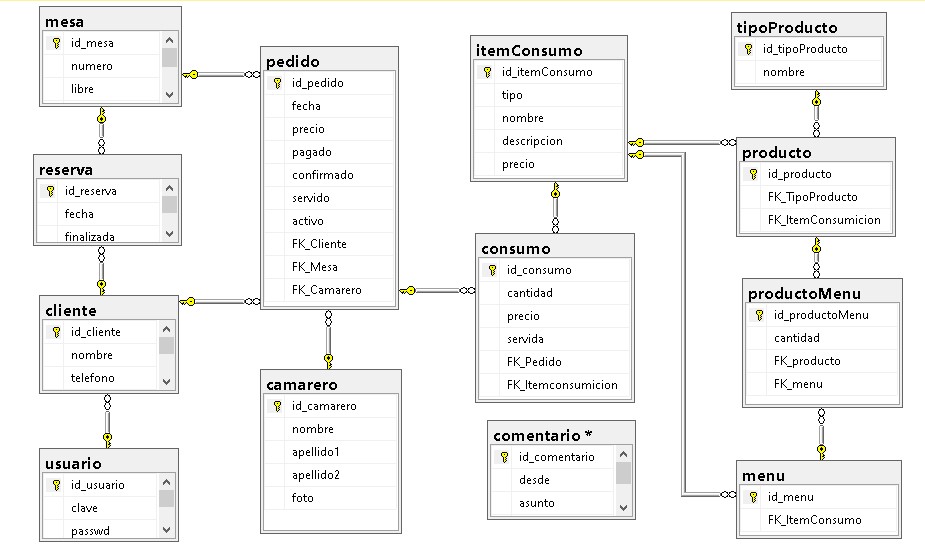 mesa
id_mesa
numero
libre
reserva
id_reserva
fecha
finalizada
cliente
id_cliente
nombre
telefono
usuario
id_usuario
clave
passwd
pedido
id_pedido
fecha
precio
pagado
confirmado
servido
activo
FK_Cliente
FK_Mesa
FK_Camarero
camarero
id_camarero
nombre
apellido1
apellido2
foto
itemConsumo
id_itemConsumo
tipo
nombre
descripcion
precio
consumo
id_consumo
cantidad
precio
servida
FK_Pedido
FK_Itemconsumicion
comentario *
id_comentario
desde
asunto
tipoProducto
id_tipoProducto
nombre
producto
id_producto
FK_TipoProducto
FK_ItemConsumicion
productoMenu
id_productoMenu
cantidad
FK_producto
FK_menu
menu
id_menu
FK_ItemConsumo